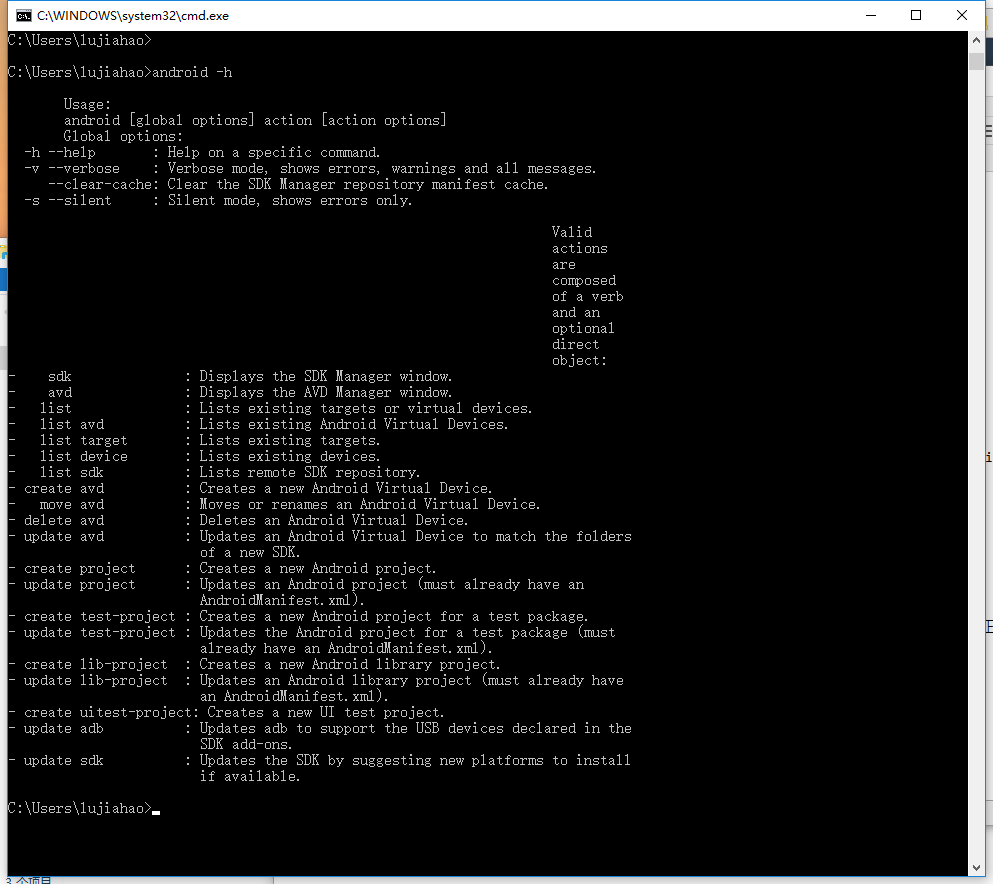 C:\WINDOWS\system32\cmd.exe
C:\Users\lujiahao>
C:\Users\lujiahao>android -h
Usage:
android [global options] action [action options]
Global options:
-h --help : Help on a specific command.
-v --verbose : Verbose mode, shows errors, warnings and all messages.
--clear-cache: Clear the SDK Manager repository manifest cache.
-s --silent : Silent mode, shows errors only.
Valid
actions
are
composed
of a verb
and an
optional
direct
object:
- sdk : Displays the SDK Manager window.
- avd : Displays the AVD Manager window.
- list : Lists existing targets or virtual devices.
- list avd : Lists existing Android Virtual Devices.
- list target : Lists existing targets.
- list device : Lists existing devices.
- list sdk : Lists remote SDK repository.
- create avd : Creates a new Android Virtual Device.
- move avd : Moves or renames an Android Virtual Device.
- delete avd : Deletes an Android Virtual Device.
- update avd : Updates an Android Virtual Device to match the folders
of a new SDK.
- create project : Creates a new Android project.
- update project : Updates an Android project (must already have an
AndroidManifest.xml).
- create test-project : Creates a new Android project for a test package.
- update test-project : Updates the Android project for a test package (must
already have an AndroidManifest.xml).
- create lib-project : Creates a new Android library project.
- update lib-project : Updates an Android library project (must already have
an AndroidManifest.xml).
- create uitest-project: Creates a new UI test project.
- update adb : Updates adb to support the USB devices declared in the
SDK add-ons.
- update sdk : Updates the SDK by suggesting new platforms to install
if available.
C:\Users\lujiahao>
3 个项目